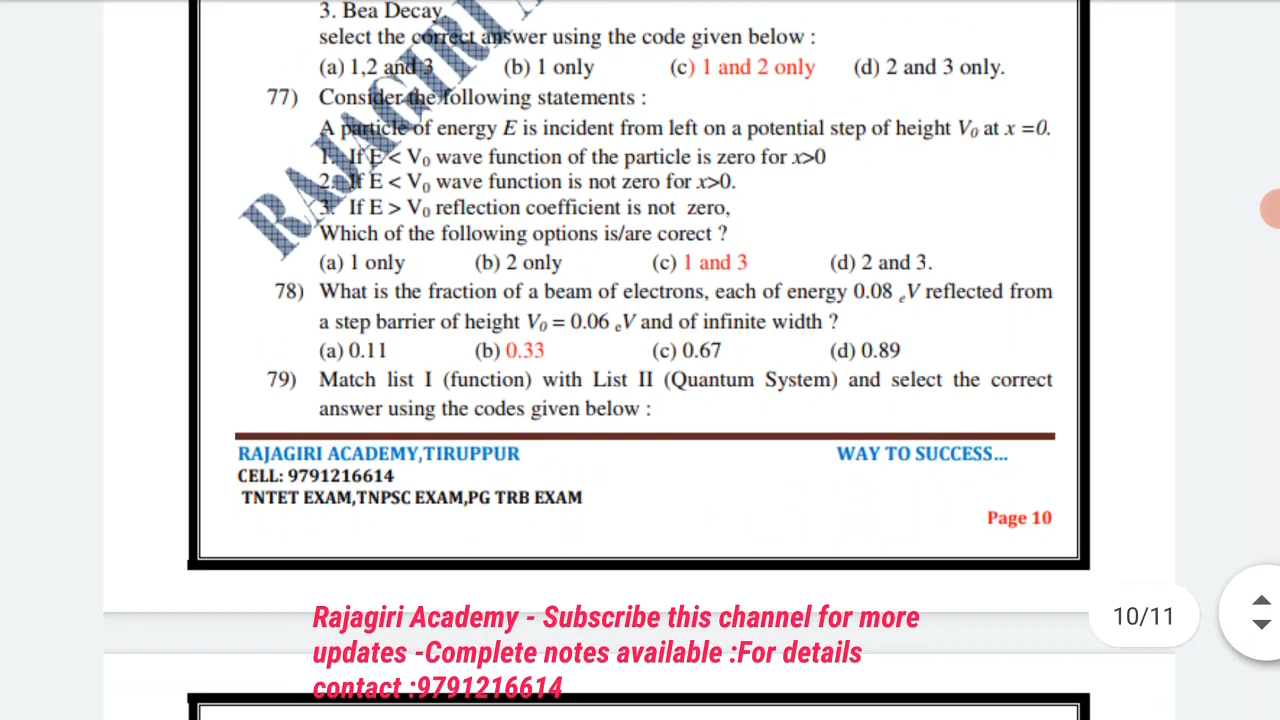 3. Bea Decay.
select the correct answer using the code given below :
(a) 1,2 and 3 (b) 1 only (c) 1 and 2 only (d) 2 and 3 only.
77) Consider the following statements :
A particle of energy E is incident from left on a potential step of height V₀ at x =0.
1. If E < V₀ wave function of the particle is zero for x>0
2. If E < V₀ wave function is not zero for x>0.
3. If E > V₀ reflection coefficient is not zero,
Which of the following options is/are corect ?
(a) 1 only (b) 2 only (c) 1 and 3 (d) 2 and 3.
78) What is the fraction of a beam of electrons, each of energy 0.08 ₑV reflected from
a step barrier of height V₀ = 0.06 ₑV and of infinite width ?
(a) 0.11 (b) 0.33 (c) 0.67 (d) 0.89
79) Match list I (function) with List II (Quantum System) and select the correct
answer using the codes given below :
RAJAGIRI
RAJAGIRI ACADEMY,TIRUPPUR WAY TO SUCCESS...
CELL: 9791216614
TNTET EXAM,TNPSC EXAM,PG TRB EXAM
Page 10
10/11
Rajagiri Academy - Subscribe this channel for more
updates -Complete notes available :For details
contact :9791216614